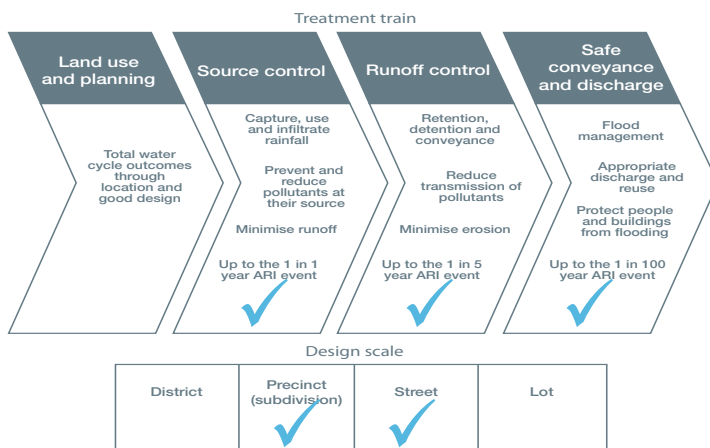 Treatment train
Land use
and planning
Total water
cycle outcomes
through
location and
good design
Source control
Capture, use
and infiltrate
rainfall
Prevent and
reduce
pollutants at
their source
Minimise runoff
Up to the 1 in 1
year ARI event
Runoff control
Retention,
detention and
conveyance
Reduce
transmission of
pollutants
Minimise erosion
Up to the 1 in 5
year ARI event
Safe
conveyance
and discharge
Flood
management
Appropriate
discharge and
reuse
Protect people
and buildings
from flooding
Up to the 1 in 100
year ARI event
Design scale
District
Precinct
(subdivision)
Street
Lot